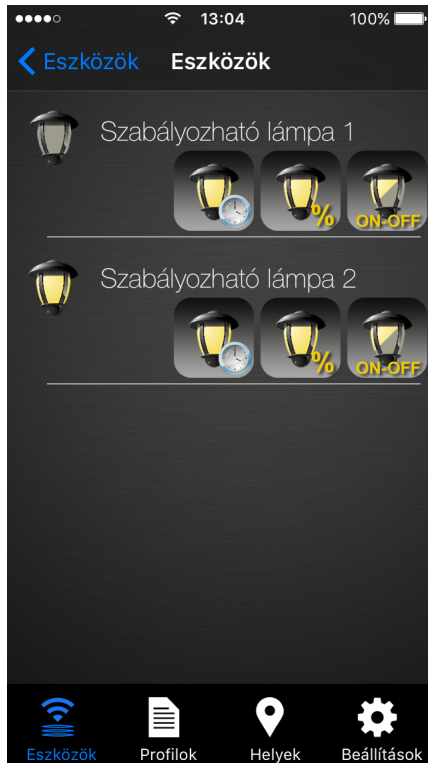 13:04
100%
Eszközök
Eszközök
Szabályozható lámpa 1
%
ON-OFF
Szabályozható lámpa 2
%
ON-OFF
Eszközök
Profilok
Helyek
Beállítások